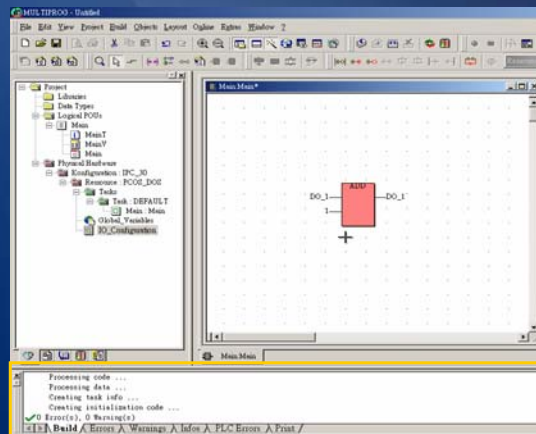 MULTIPROG - Untitled
File Edit View Project Build Objects Layout Online Extras Window ?
Project
Libraries
Data Types
Logical POUs
Main
MainT
MainV
Main
Physical Hardware
Konfiguration : IPC_30
Ressource : PCOS_DOS
Tasks
Task : DEFAULT
Main : Main
Global_Variables
IO_Configuration
Main:Main*
ADD
DO_1
DO_1
1
Main:Main
Processing code ...
Processing data ...
Creating task info ...
Creating initialization code ...
0 Error(s), 0 Warning(s)
Build Errors Warnings Infos PLC Errors Print